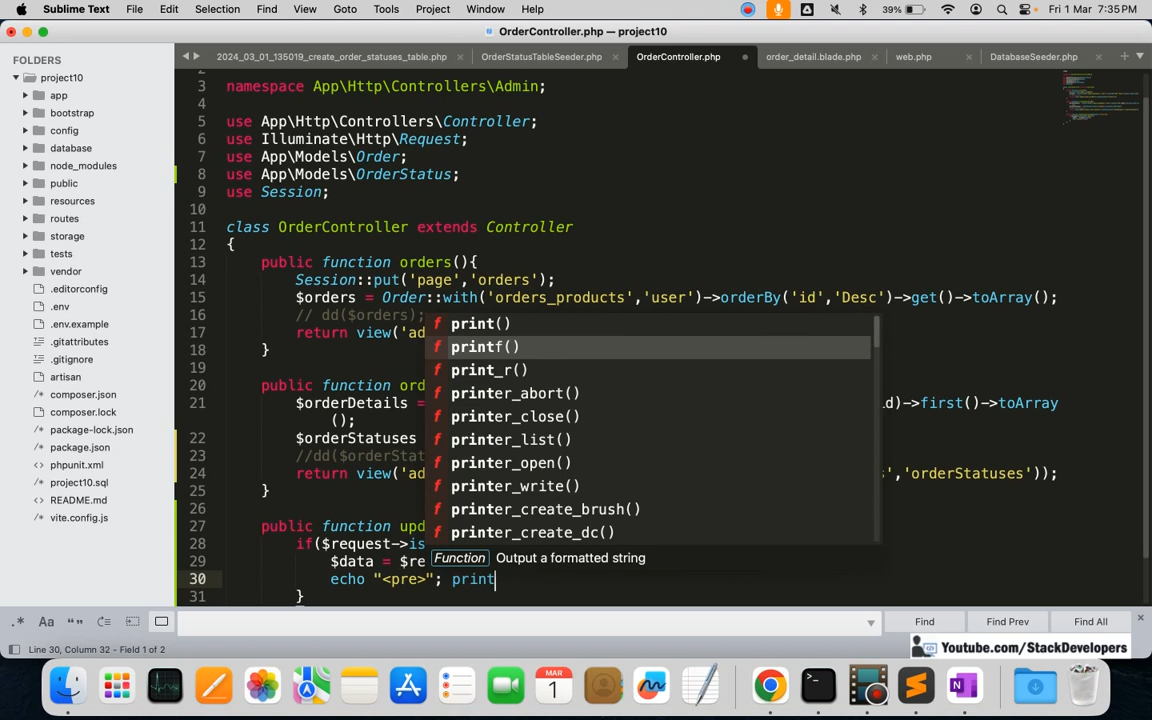 Sublime Text File Edit Selection Find View Goto Tools Project Window Help 39% Fri 1 Mar 7:35 PM
OrderController.php — project10
FOLDERS
project10
app
bootstrap
config
database
node_modules
public
resources
routes
storage
tests
vendor
.editorconfig
.env
.env.example
.gitattributes
.gitignore
artisan
composer.json
composer.lock
package-lock.json
package.json
phpunit.xml
project10.sql
README.md
vite.config.js
2024_03_01_135019_create_order_statuses_table.php OrderStatusTableSeeder.php OrderController.php order_detail.blade.php web.php DatabaseSeeder.php
2
3 namespace App\Http\Controllers\Admin;
4
5 use App\Http\Controllers\Controller;
6 use Illuminate\Http\Request;
7 use App\Models\Order;
8 use App\Models\OrderStatus;
9 use Session;
10
11 class OrderController extends Controller
12 {
13 public function orders(){
14 Session::put('page','orders');
15 $orders = Order::with('orders_products','user')->orderBy('id','Desc')->get()->toArray();
16 // dd($orders);
17 return view('ad
18 }
19
20 public function ord
21 $orderDetails = id)->first()->toArray
();
22 $orderStatuses
23 //dd($orderStat
24 return view('ad s','orderStatuses'));
25 }
26
27 public function upd
28 if($request->is
29 $data = $re
30 echo "<pre>"; print
31 }
f print()
f printf()
f print_r()
f printer_abort()
f printer_close()
f printer_list()
f printer_open()
f printer_write()
f printer_create_brush()
f printer_create_dc()
Function Output a formatted string
.* Aa Find Find Prev Find All
Line 30, Column 32 - Field 1 of 2
Youtube.com/StackDevelopers
MAR
1